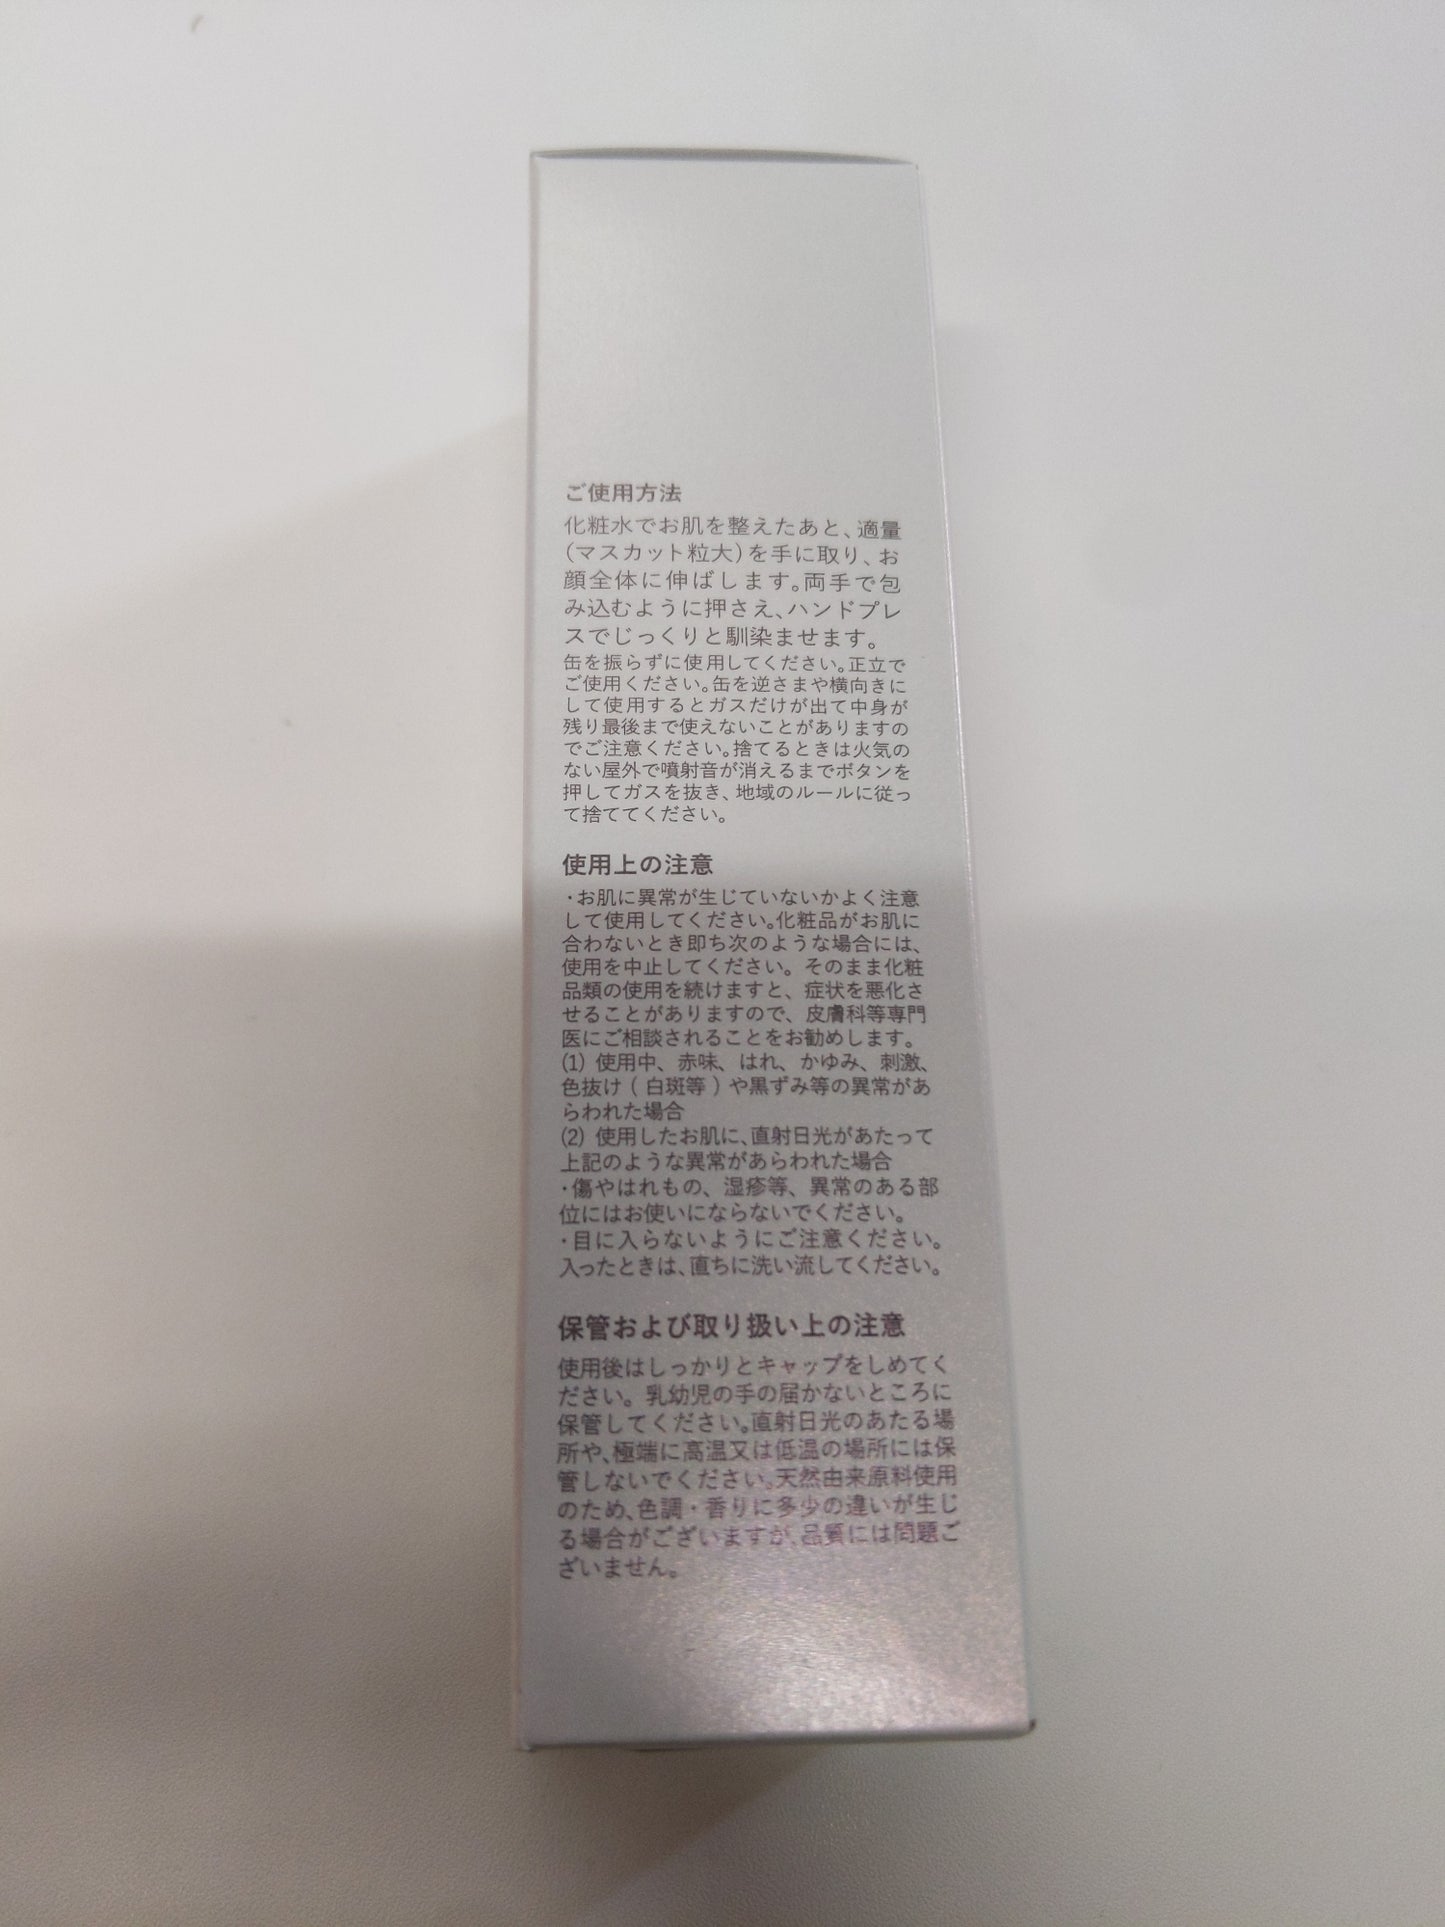 ご使用方法
化粧水でお肌を整えたあと、適量
(マスカット粒大)を手に取り、お
顔全体に伸ばします。両手で包
み込むように押さえ、ハンドプレ
スでじっくりと馴染ませます。
缶を振らずに使用してください。正立で
ご使用ください。缶を逆さまや横向きに
して使用するとガスだけが出て中身が
残り最後まで使えないことがありますの
でご注意ください。捨てるときは火気の
ない屋外で噴射音が消えるまでボタンを
押してガスを抜き、地域のルールに従っ
て捨ててください。
使用上の注意
・お肌に異常が生じていないかよく注意
して使用してください。化粧品がお肌に
合わないとき即ち次のような場合には、
使用を中止してください。そのまま化粧
品類の使用を続けますと、症状を悪化さ
せることがありますので、皮膚科等専門
医にご相談されることをお勧めします。
(1) 使用中、赤味、はれ、かゆみ、刺激、
色抜け(白斑等)や黒ずみ等の異常があ
らわれた場合
(2) 使用したお肌に、直射日光があたって
上記のような異常があらわれた場合
・傷やはれもの、湿疹等、異常のある部
位にはお使いにならないでください。
・目に入らないようにご注意ください。
入ったときは、直ちに洗い流してください。
保管および取り扱い上の注意
使用後はしっかりとキャップをしめてく
ださい。乳幼児の手の届かないところに
保管してください。直射日光のあたる場
所や、極端に高温又は低温の場所には保
管しないでください。天然由来原料使用
のため、色調・香りに多少の違いが生じ
る場合がございますが、品質には問題ご
ざいません。